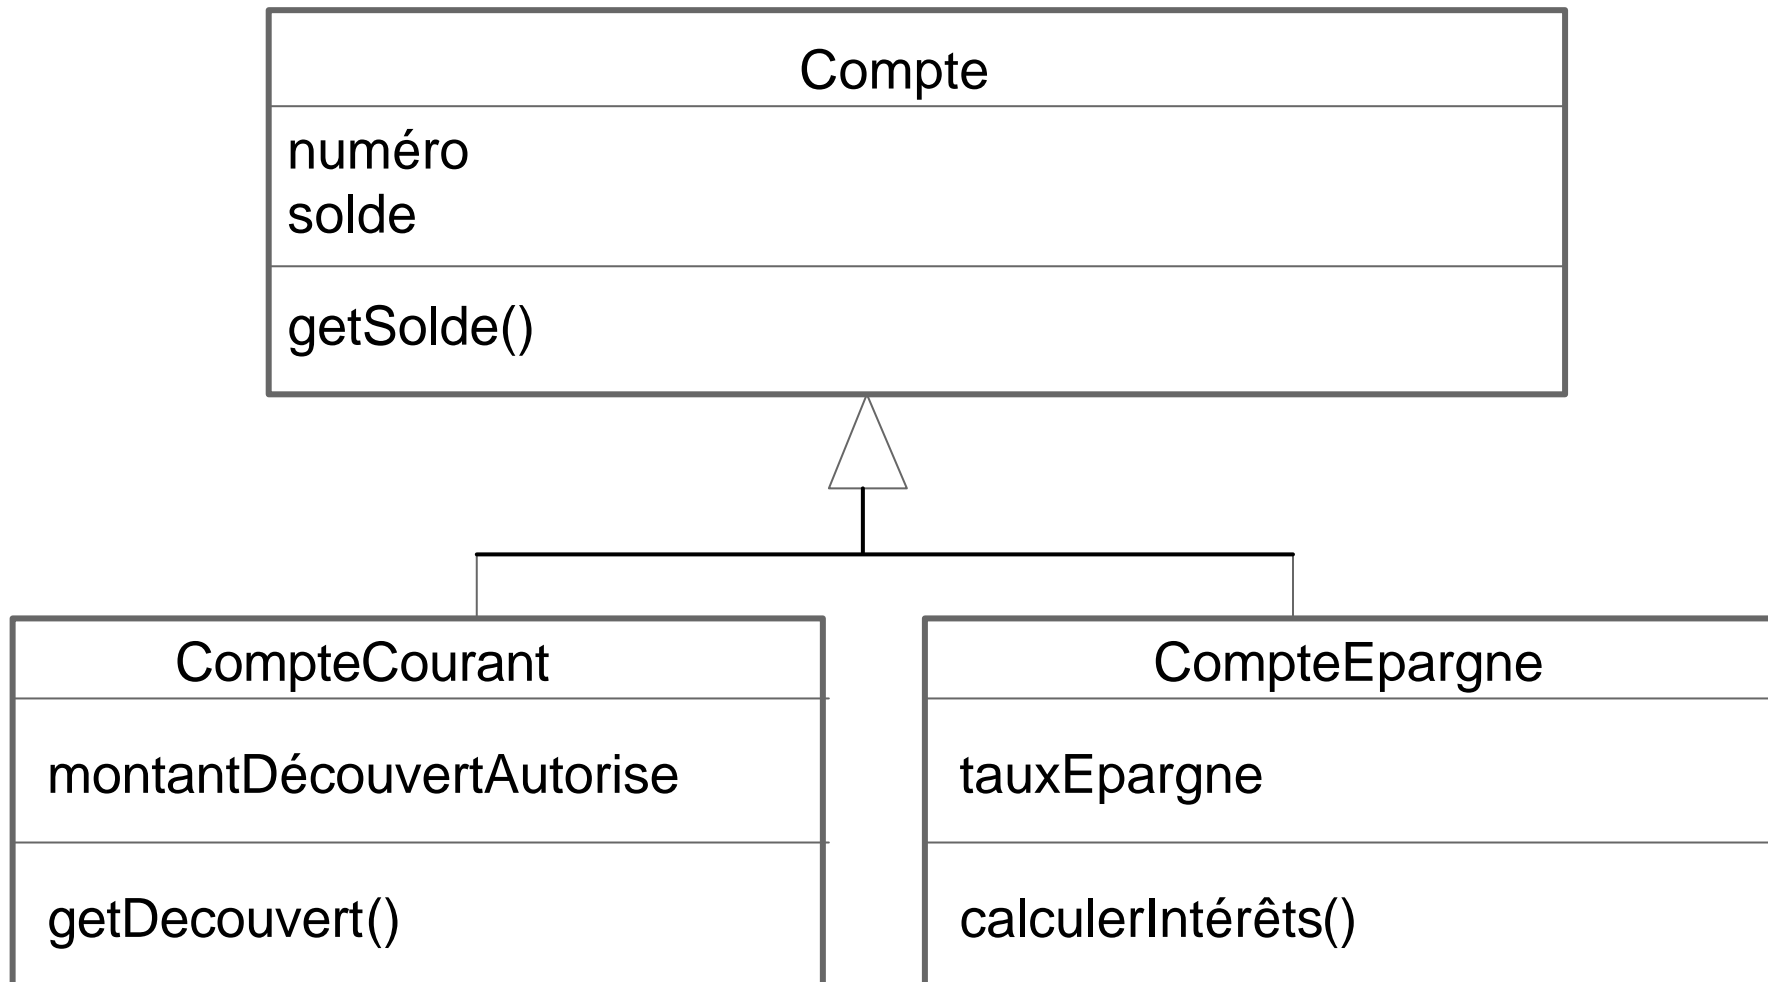 Compte
numéro
solde
getSolde()
CompteCourant
montantDécouvertAutorise
getDecouvert()
CompteEpargne
tauxEpargne
calculerIntérêts()